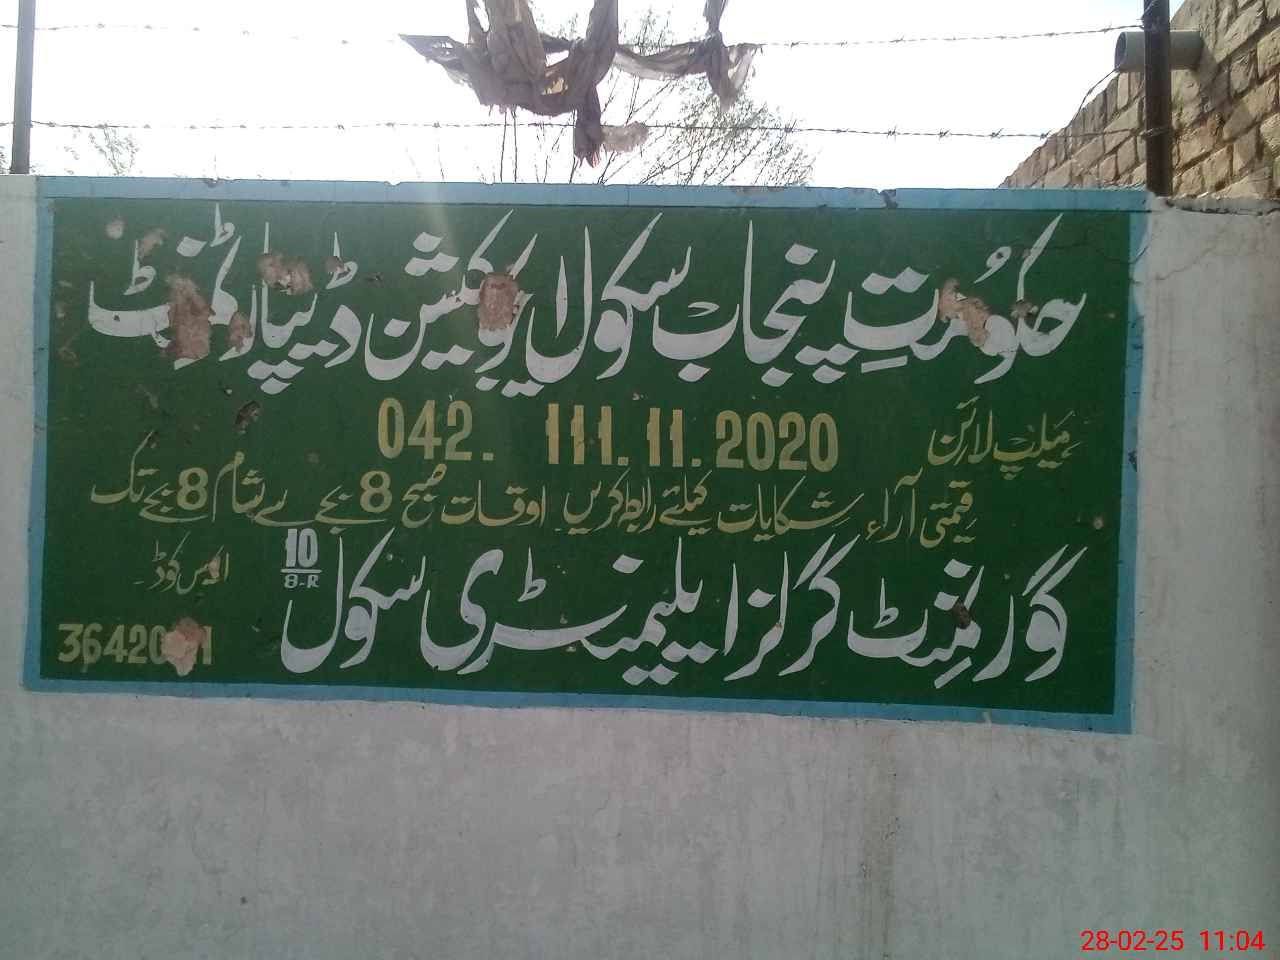 حکومتِ پنجاب سکول ایجوکیشن ڈیپارٹمنٹ
ہیلپ لائن 042. 111. 11. 2020
قیمتی آراء شکایات کیلئے رابطہ کریں اوقات صبح 8 بجے سے شام 8 بجے تک
گورنمنٹ گرلز ایلیمنٹری سکول 10/8-R
ایمس کوڈ
28-02-25 11:04